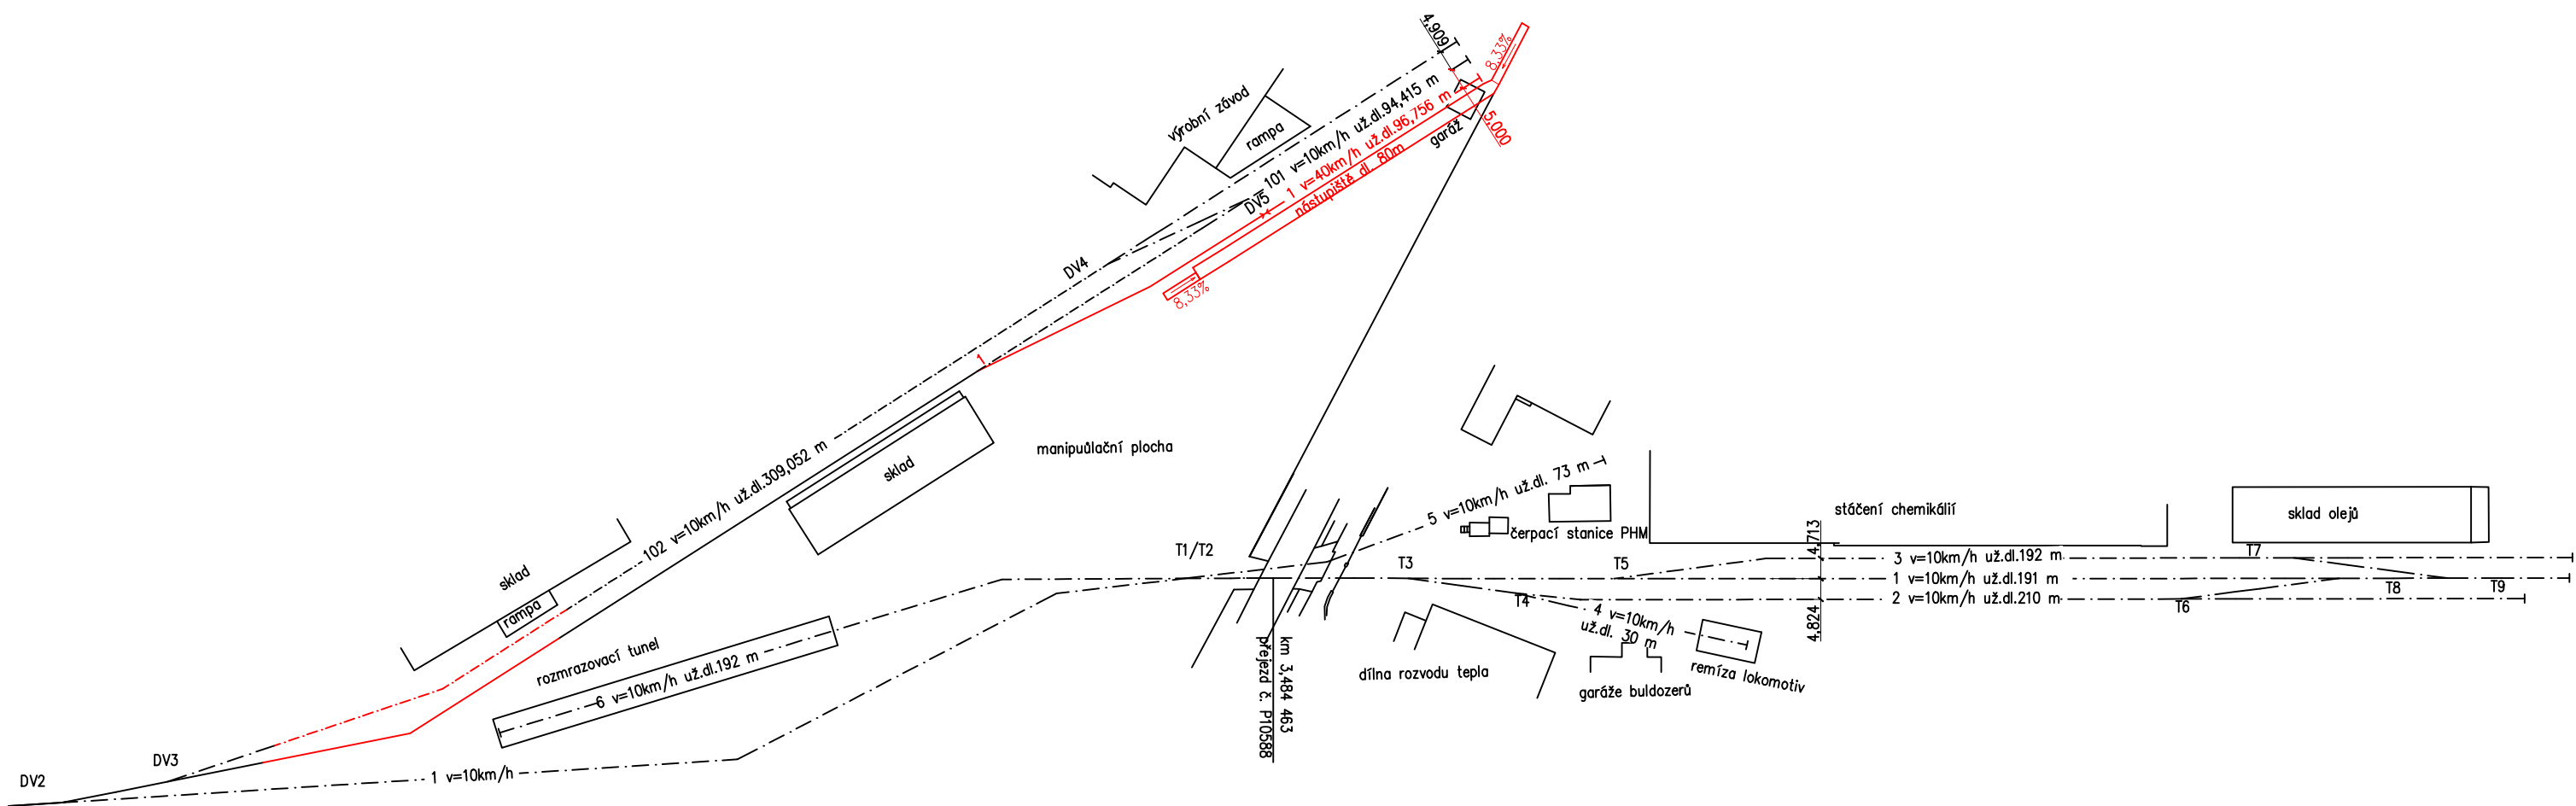 4,909
8,33%
výrobní závod
rampa
101 v=10km/h už.dl.94,415 m
1 v=40km/h už.dl.96,756 m
nástupiště dl. 80m
garáž
5,000
DV5
DV4
8,33%
1
manipuůlační plocha
sklad
102 v=10km/h už.dl.309,052 m
5 v=10km/h už.dl. 73 m
čerpací stanice PHM
stáčení chemikálií
sklad olejů
T1/T2
T3
T5
4,713
3 v=10km/h už.dl.192 m
T7
1 v=10km/h už.dl.191 m
T8
T9
T4
2 v=10km/h už.dl.210 m
T6
4,824
4 v=10km/h
už.dl. 30 m
remíza lokomotiv
garáže buldozerů
dílna rozvodu tepla
km 3,484 463
přejezd č. P10588
sklad
rampa
rozmrazovací tunel
6 v=10km/h už.dl.192 m
DV3
DV2
1 v=10km/h